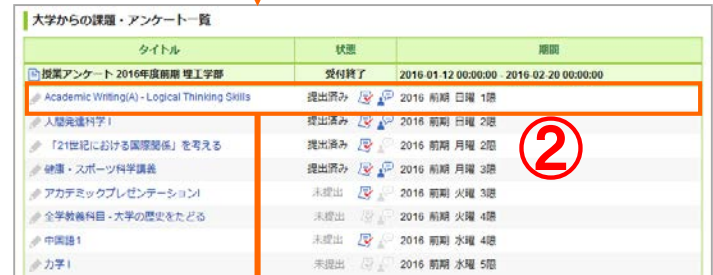 大学からの課題・アンケート一覧
タイトル 状態 期間
授業アンケート 2016年度前期 理工学部 受付終了 2016-01-12 00:00:00 - 2016-02-20 00:00:00
Academic Writing(A) - Logical Thinking Skills 提出済み 2016 前期 日曜 1限
人間発達科学 I 提出済み 2016 前期 日曜 2限
「21世紀における国際関係」を考える 提出済み 2016 前期 月曜 2限
健康・スポーツ科学講義 提出済み 2016 前期 月曜 3限
アカデミックプレゼンテーションI 未提出 2016 前期 火曜 3限
全学教養科目 - 大学の歴史をたどる 未提出 2016 前期 火曜 4限
中国語1 未提出 2016 前期 水曜 4限
力学 I 未提出 2016 前期 水曜 5限
②